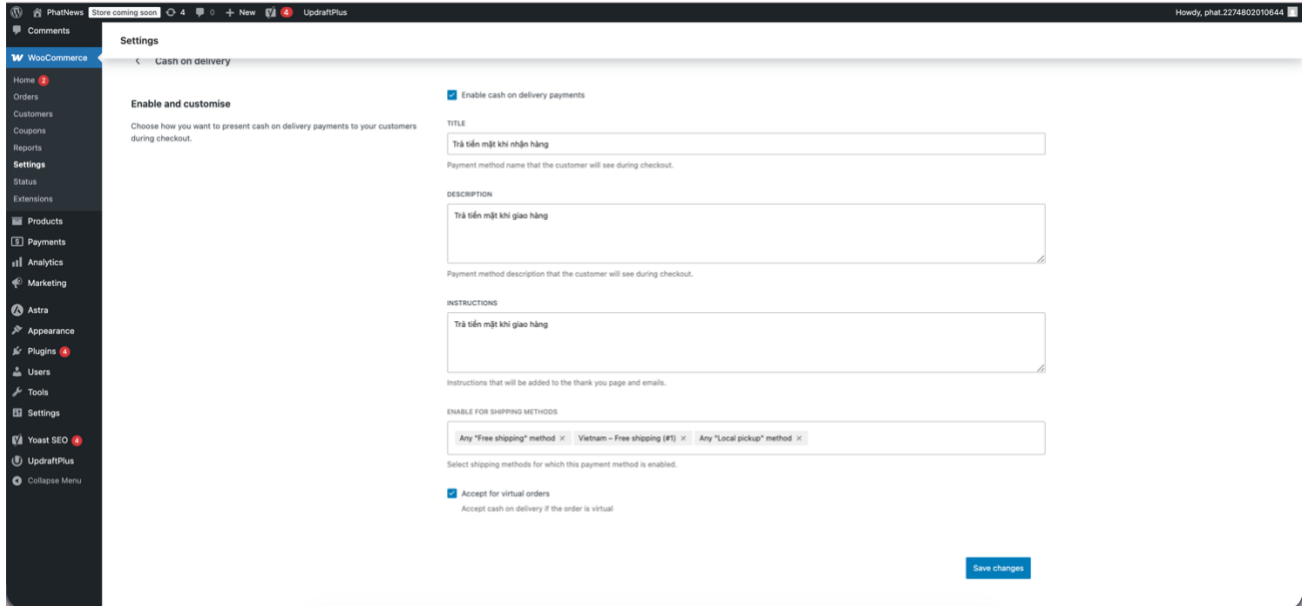 PhatNews Store coming soon 4 0 + New 4 UpdraftPlus Howdy, phat.2274802010644
Comments
WooCommerce
Home 2
Orders
Customers
Coupons
Reports
Settings
Status
Extensions
Products
Payments
Analytics
Marketing
Astra
Appearance
Plugins 4
Users
Tools
Settings
Yoast SEO 4
UpdraftPlus
Collapse Menu
Settings
< Cash on delivery
Enable and customise
Choose how you want to present cash on delivery payments to your customers
during checkout.
Enable cash on delivery payments
TITLE
Trả tiền mặt khi nhận hàng
Payment method name that the customer will see during checkout.
DESCRIPTION
Trả tiền mặt khi giao hàng
Payment method description that the customer will see during checkout.
INSTRUCTIONS
Trả tiền mặt khi giao hàng
Instructions that will be added to the thank you page and emails.
ENABLE FOR SHIPPING METHODS
Any "Free shipping" method × Vietnam – Free shipping (#1) × Any "Local pickup" method ×
Select shipping methods for which this payment method is enabled.
Accept for virtual orders
Accept cash on delivery if the order is virtual
Save changes